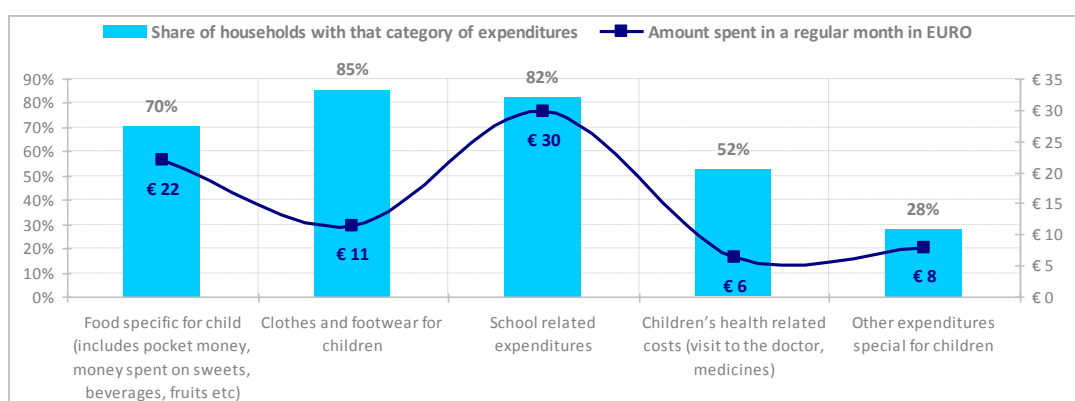 Share of households with that category of expenditures Amount spent in a regular month in EURO
90% 80% 70% 60% 50% 40% 30% 20% 10% 0%
70% 85% 82% 52% 28%
€ 22 € 11 € 30 € 6 € 8
€ 35 € 30 € 25 € 20 € 15 € 10 € 5 € 0
Food specific for child
(includes pocket money,
money spent on sweets,
beverages, fruits etc)
Clothes and footwear for
children
School related
expenditures
Children’s health related
costs (visit to the doctor,
medicines)
Other expenditures
special for children